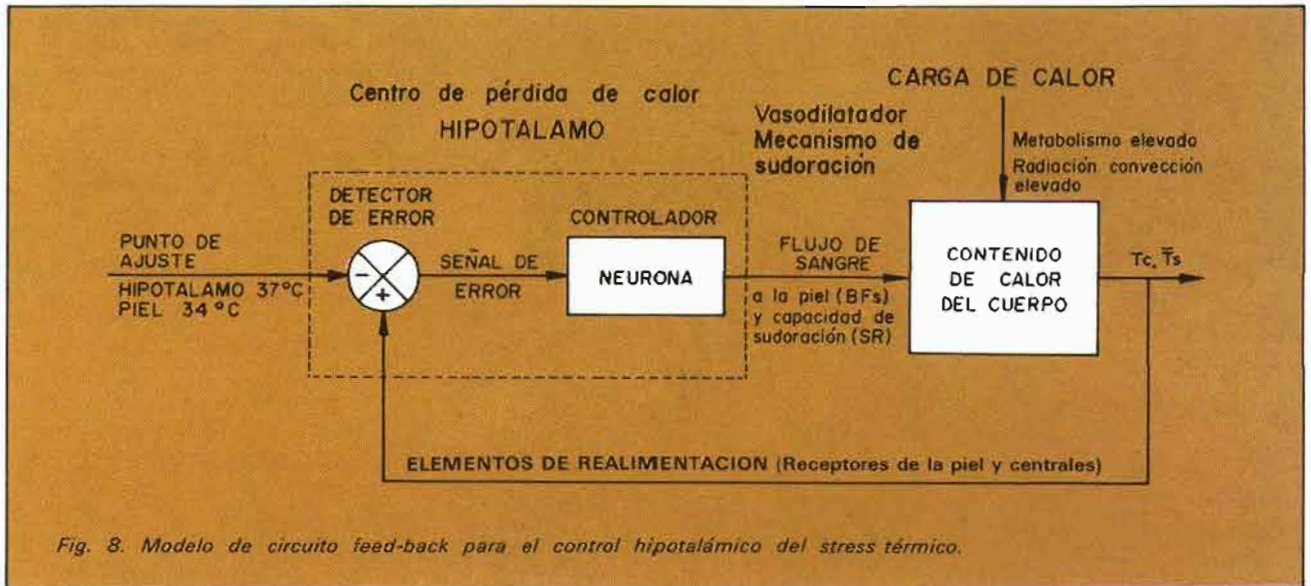 CARGA DE CALOR
Centro de pérdida de calor
HIPOTALAMO
Vasodilatador
Mecanismo de
sudoración
Metabolismo elevado
Radiación convección
elevado
DETECTOR
DE ERROR
CONTROLADOR
PUNTO DE
AJUSTE
HIPOTALAMO 37°C
PIEL 34°C
-
+
SEÑAL DE
ERROR
NEURONA
FLUJO DE
SANGRE
a la piel (BFs)
y capacidad de
sudoración (SR)
CONTENIDO
DE CALOR
DEL CUERPO
Tc, T̄s
ELEMENTOS DE REALIMENTACION (Receptores de la piel y centrales)
Fig. 8. Modelo de circuito feed-back para el control hipotalámico del stress térmico.